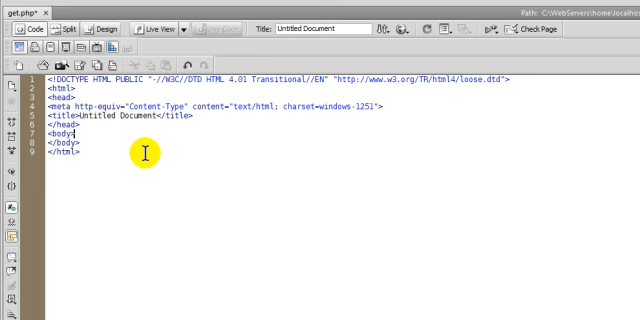 get.php* ×
Path: C:\WebServers\home\localhos
Code Split Design Live View Title: Untitled Document Check Page
1 <!DOCTYPE HTML PUBLIC "-//W3C//DTD HTML 4.01 Transitional//EN" "http://www.w3.org/TR/html4/loose.dtd">
2 <html>
3 <head>
4 <meta http-equiv="Content-Type" content="text/html; charset=windows-1251">
5 <title>Untitled Document</title>
6 </head>
7 <body>
8 </body>
9 </html>